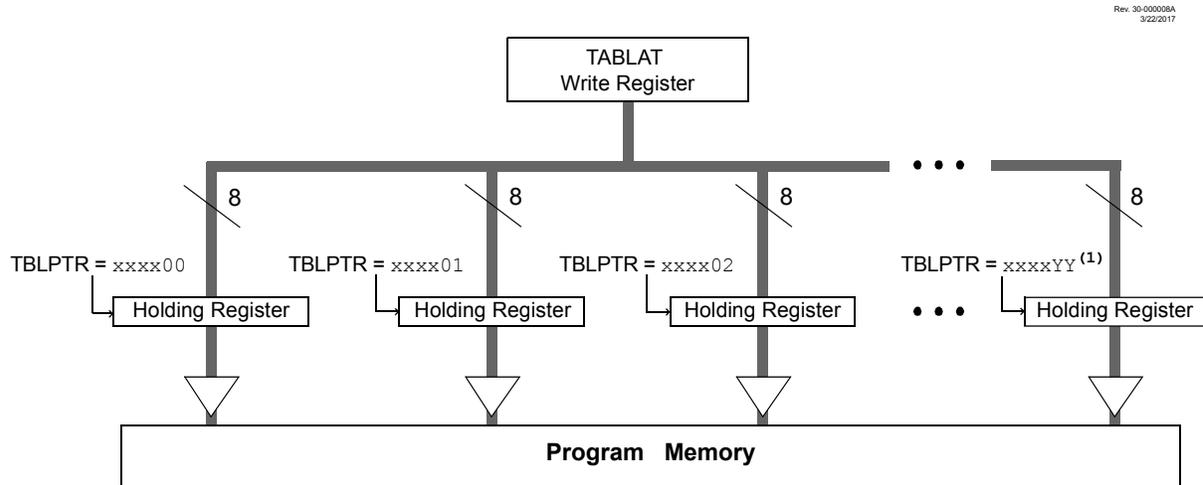 Rev. 30-000008A
3/22/2017
TABLAT
Write Register
8 8 8 8
TBLPTR = xxxx00 TBLPTR = xxxx01 TBLPTR = xxxx02 TBLPTR = xxxxYY(1)
Holding Register Holding Register Holding Register Holding Register
Program Memory